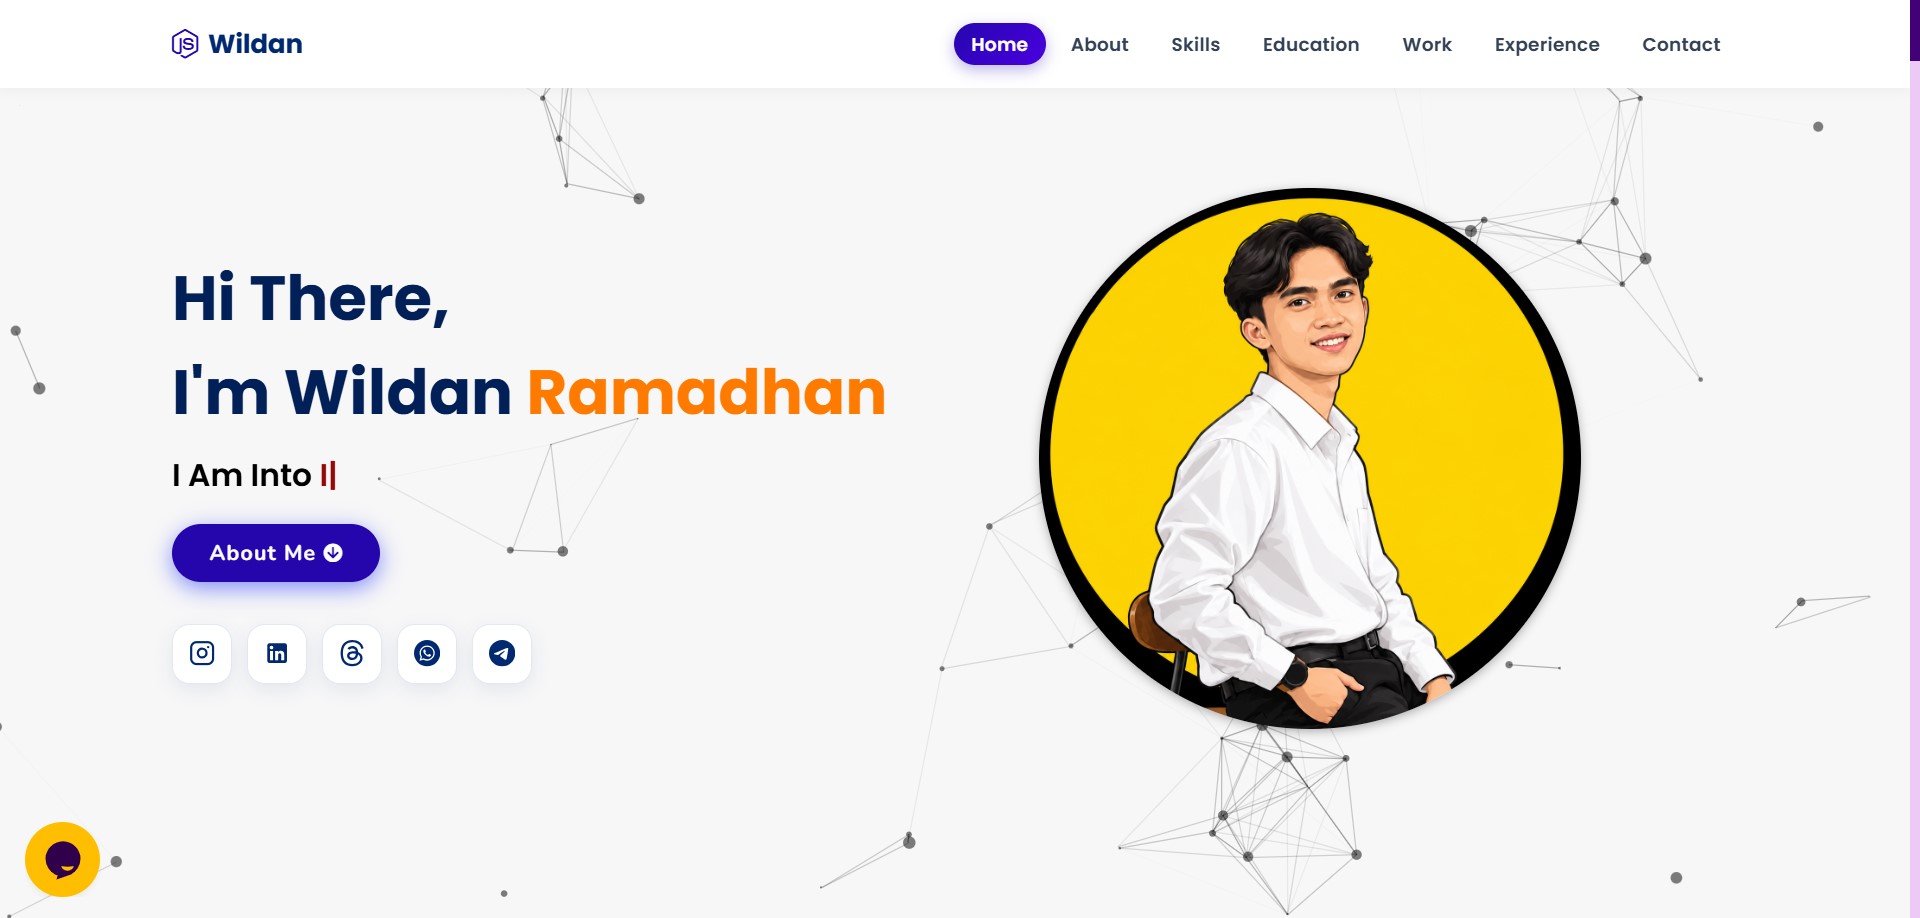 Wildan
Home About Skills Education Work Experience Contact
Hi There,
I'm Wildan Ramadhan
I Am Into I|
About Me